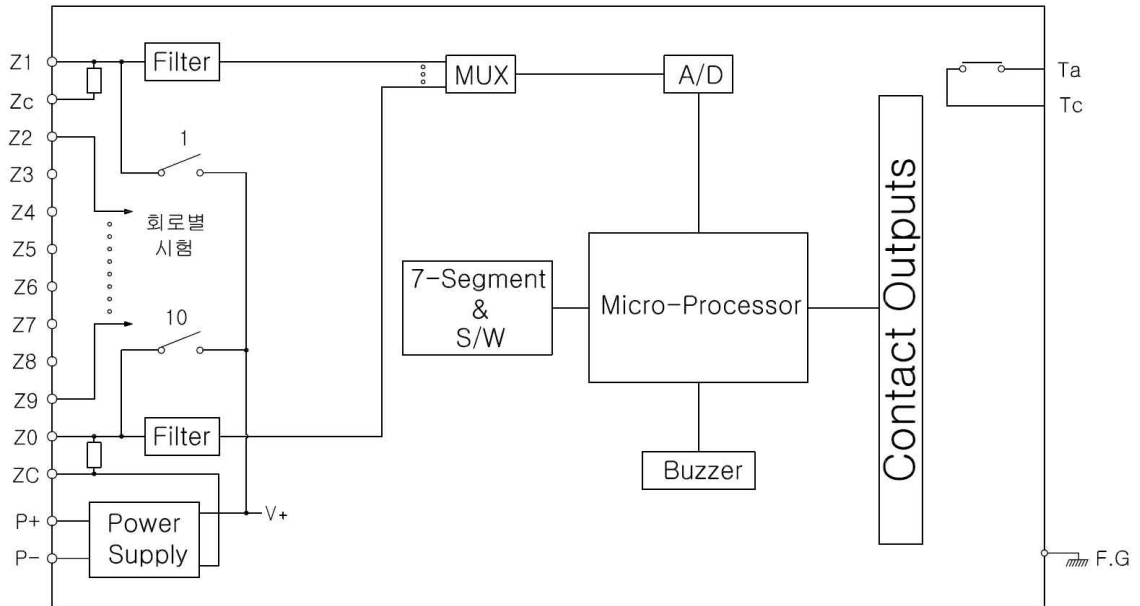 Z1
Zc
Z2
Z3
Z4
Z5
Z6
Z7
Z8
Z9
Z0
ZC
P+
P-
Filter
1
회로별
시험
10
Filter
Power
Supply
V+
MUX
A/D
7-Segment
&
S/W
Micro-Processor
Buzzer
Contact Outputs
Ta
Tc
F.G